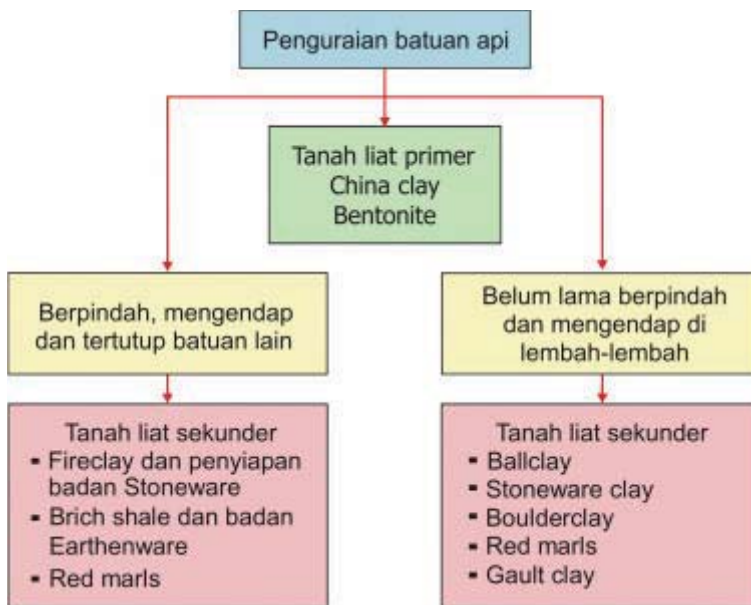 Penguraian batuan api
Tanah liat primer
China clay
Bentonite
Berpindah, mengendap
dan tertutup batuan lain
Belum lama berpindah
dan mengendap di
lembah-lembah
Tanah liat sekunder
▪ Fireclay dan penyiapan
badan Stoneware
▪ Brich shale dan badan
Earthenware
▪ Red marls
Tanah liat sekunder
▪ Ballclay
▪ Stoneware clay
▪ Boulderclay
▪ Red marls
▪ Gault clay